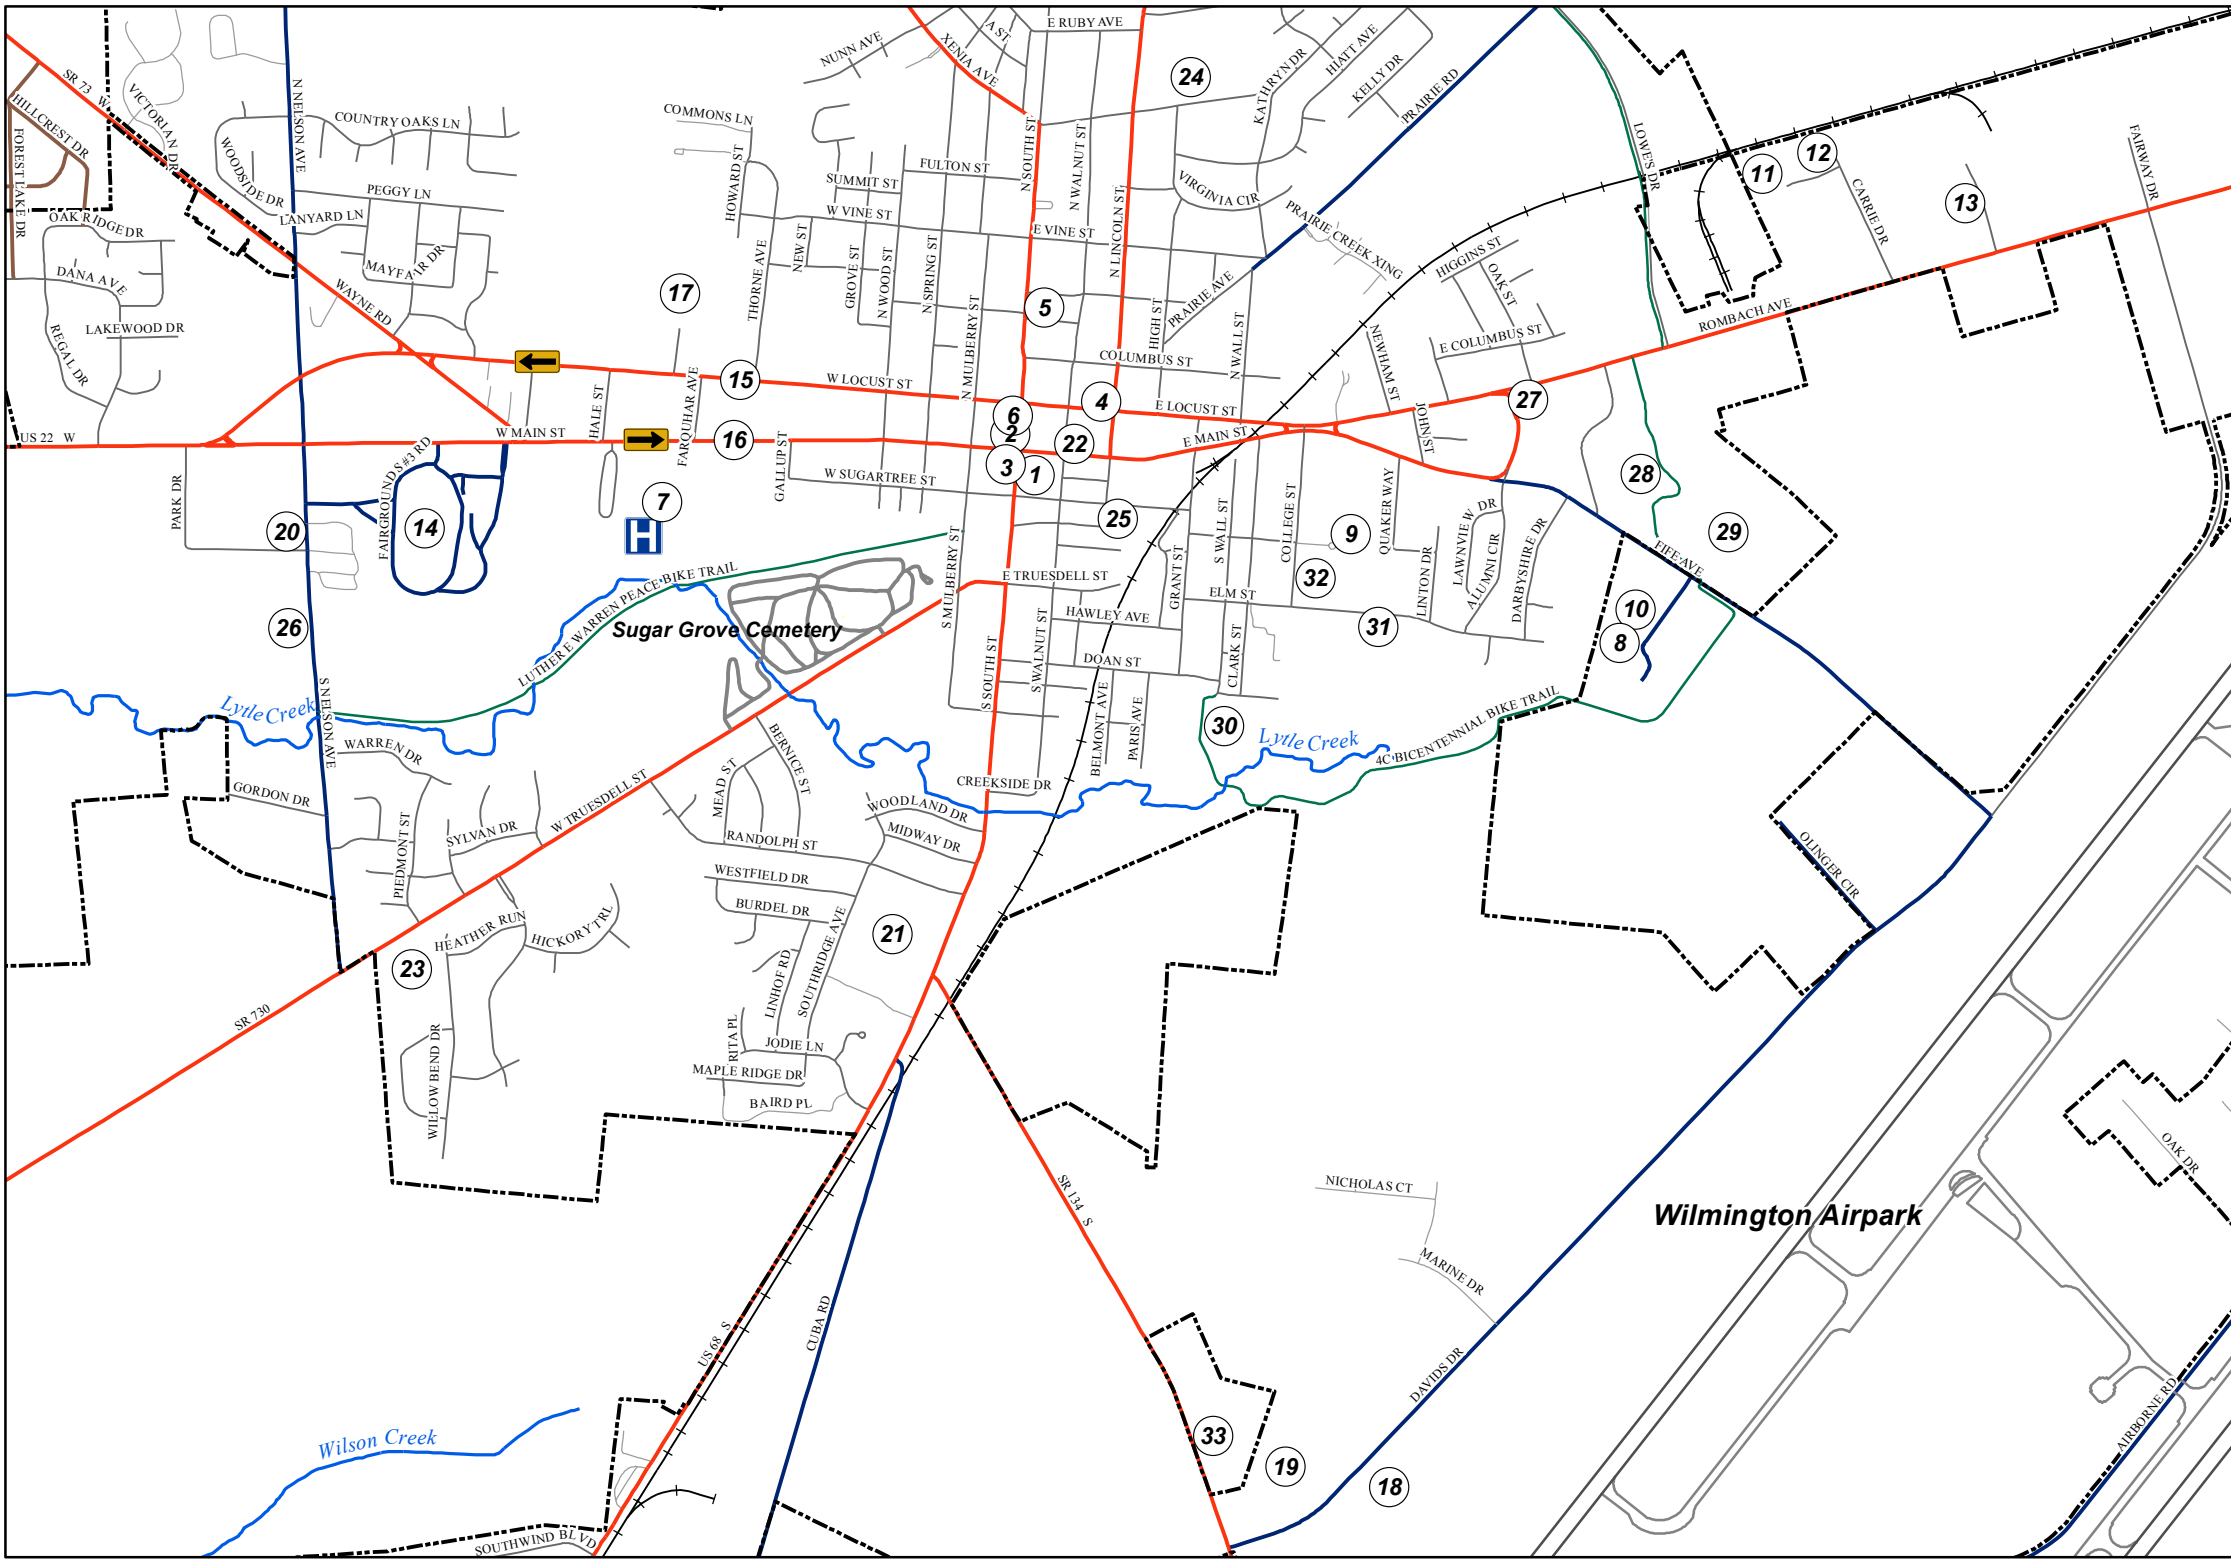 E RUBY AVE
A ST
XENIA AVE
NUNN AVE
HIATT AVE
KATHRYN DR
KELLY DR
PRAIRIE RD
24
SR 73 W
VICTORIAN DR
N NELSON AVE
HILLCREST DR
FOREST LAKE DR
COUNTRY OAKS LN
WOODSIDE DR
PEGGY LN
LANYARD LN
OAK RIDGE DR
MAYFAIR DR
DANA AVE
WAYNE RD
LAKEWOOD DR
REGAL DR
COMMONS LN
HOWARD ST
FULTON ST
SUMMIT ST
W VINE ST
E VINE ST
N SOUTH ST
N WALNUT ST
N LINCOLN ST
VIRGINIA CIR
PRAIRIE CREEK XING
HIGGINS ST
OAK ST
LOWE'S DR
11
12
13
CARRIE DR
FAIRWAY DR
ROMBACH AVE
THORNE AVE
NEW ST
GROVE ST
N WOOD ST
N SPRING ST
N MULBERRY ST
17
5
HIGH ST
PRAIRIE AVE
N WALL ST
NEWHAM ST
E COLUMBUS ST
COLUMBUS ST
15
W LOCUST ST
E LOCUST ST
4
6
2
27
US 22 W
W MAIN ST
E MAIN ST
HALE ST
FARQUHAR AVE
16
GALLUP ST
22
3
1
JOHN ST
PARK DR
FAIRGROUNDS #3 RD
W SUGARTREE ST
28
20
14
7
H
25
S WALL ST
COLLEGE ST
9
QUAKER WAY
LAWNVIEW DR
ALUMNI CIR
DARBYSHIRE DR
29
FIFE AVE
LUTHER E WARREN PEACE BIKE TRAIL
S MULBERRY ST
E TRUESDELL ST
GRANT ST
32
LINTON DR
ELM ST
HAWLEY AVE
31
10
8
26
Sugar Grove Cemetery
S WALNUT ST
DOAN ST
CLARK ST
S SOUTH ST
BELMONT AVE
PARIS AVE
30
Lytle Creek
Lytle Creek
4C BICENTENNIAL BIKE TRAIL
S NELSON AVE
WARREN DR
GORDON DR
BERNICE ST
MEAD ST
W TRUESDELL ST
CREEKSIDE DR
WOODLAND DR
MIDWAY DR
RANDOLPH ST
PIEDMONT ST
SYLVAN DR
WESTFIELD DR
BURDEL DR
OLINGER CIR
HEATHER RUN
HICKORY TRL
SOUTHRIDGE AVE
LINHOF RD
21
23
SR 730
WILLOW BEND DR
RITA PL
JODIE LN
MAPLE RIDGE DR
BAIRD PL
OAK DR
SR 134 S
NICHOLAS CT
Wilmington Airpark
MARINE DR
US 68 S
CUBA RD
DAVIDS DR
AIRBORNE RD
Wilson Creek
33
19
18
SOUTHWIND BLVD